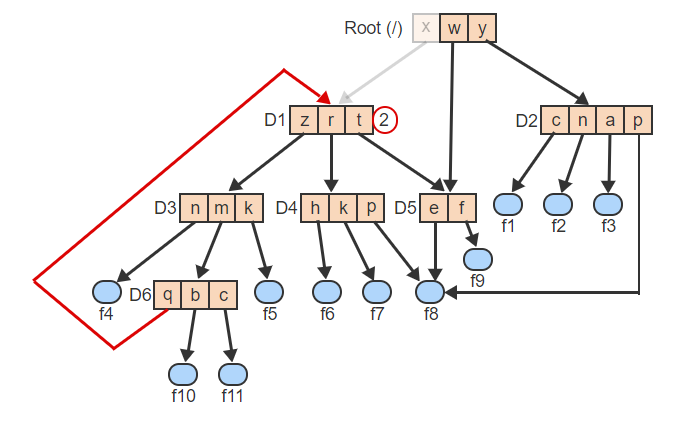 Root (/) x w y
D1 z r t 2
D2 c n a p
D3 n m k
D4 h k p
D5 e f
f1 f2 f3
f9
f4 D6 q b c f5 f6 f7 f8
f10 f11